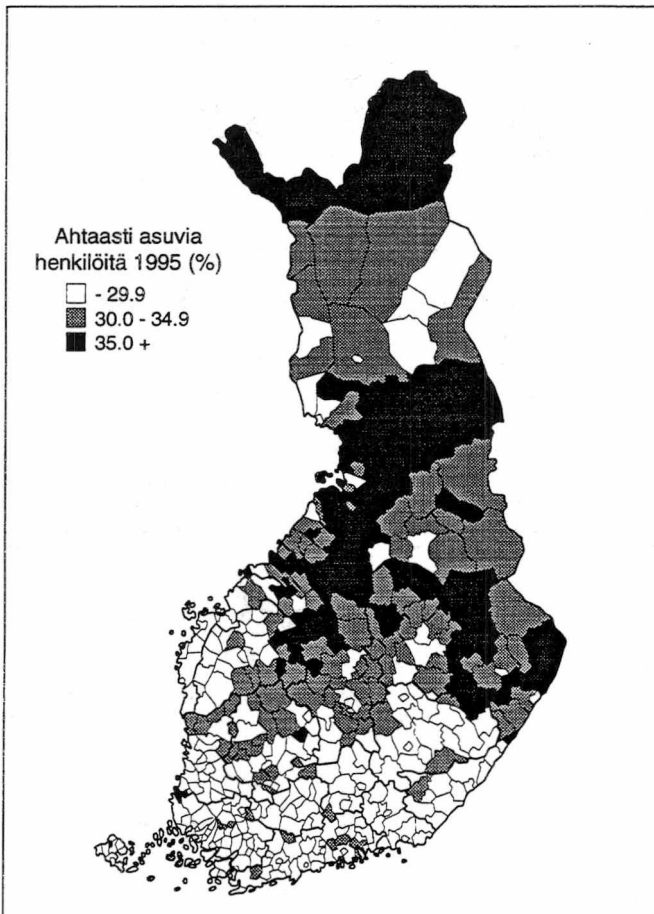 Ahtaasti asuvia
henkilöitä 1995 (%)
- 29.9
30.0 - 34.9
35.0 +